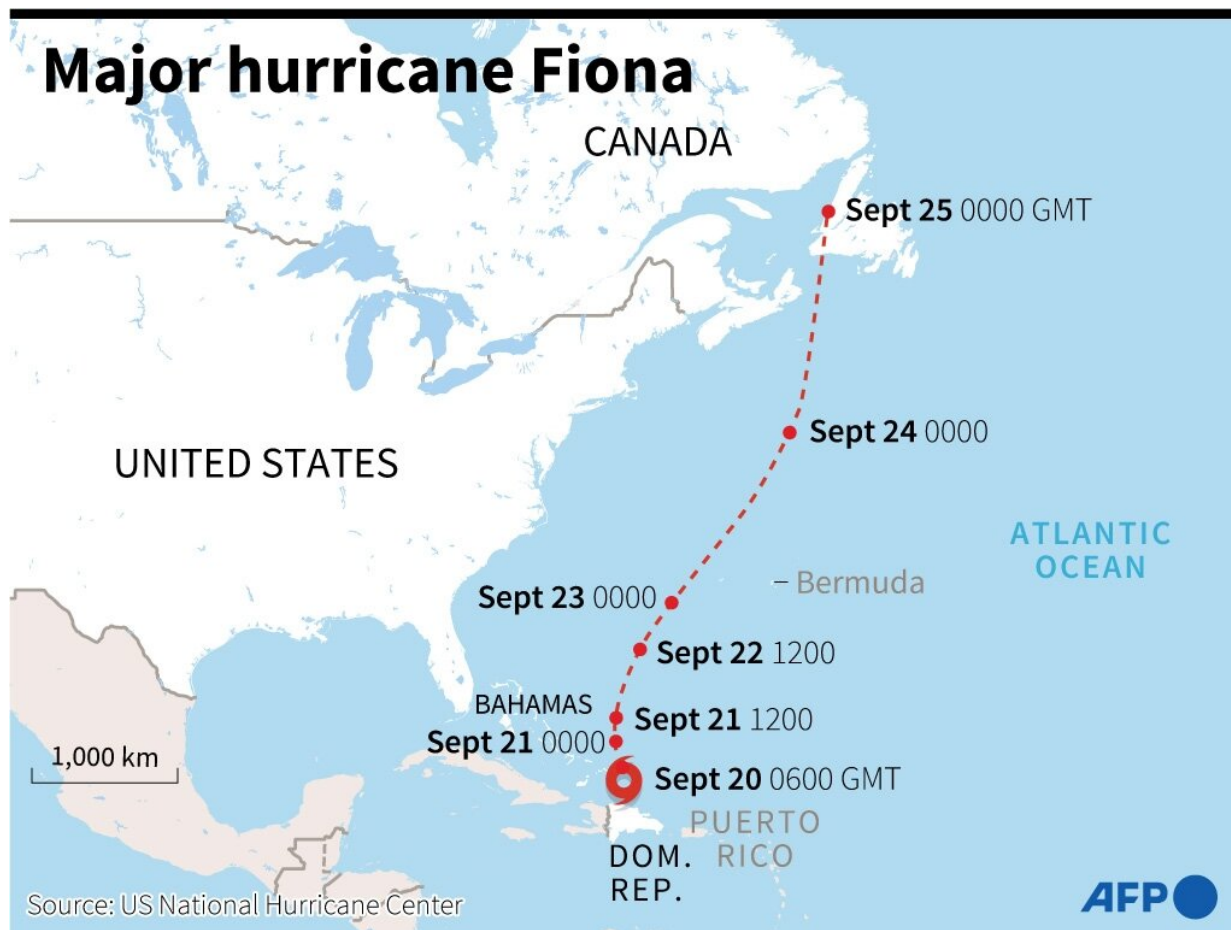 Major hurricane Fiona
CANADA
Sept 25 0000 GMT
Sept 24 0000
UNITED STATES
ATLANTIC
OCEAN
Bermuda
Sept 23 0000
Sept 22 1200
BAHAMAS
Sept 21 1200
Sept 21 0000
1,000 km
Sept 20 0600 GMT
PUERTO
RICO
DOM.
REP.
Source: US National Hurricane Center
AFP